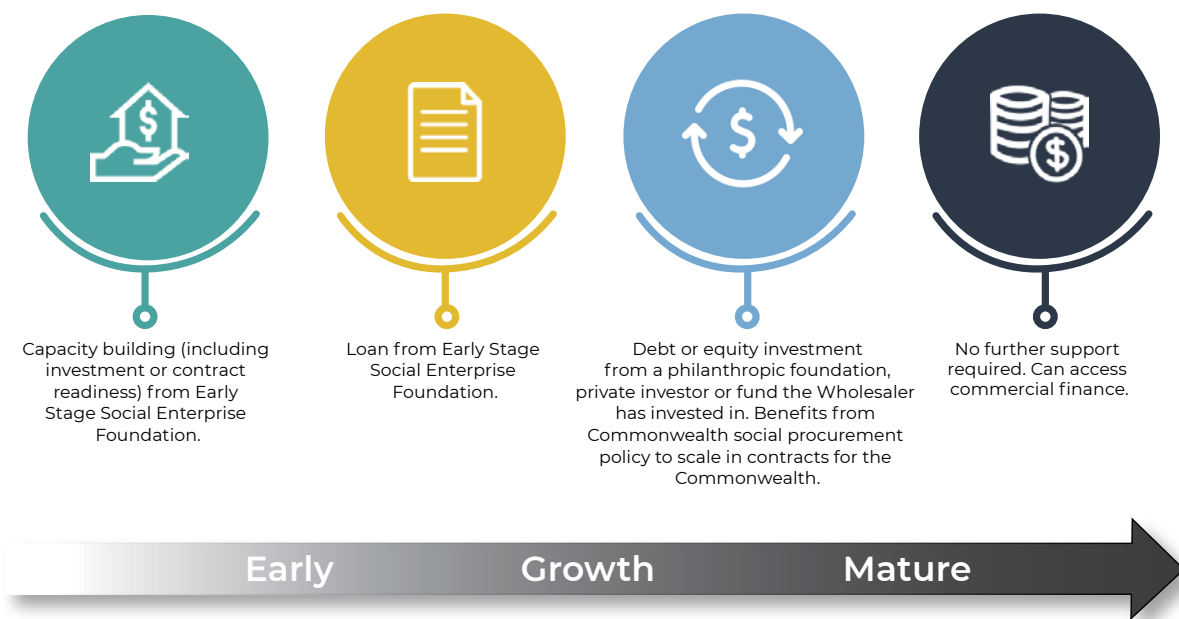 $
$
$
Capacity building (including
investment or contract
readiness) from Early
Stage Social Enterprise
Foundation.
Loan from Early Stage
Social Enterprise
Foundation.
Debt or equity investment
from a philanthropic foundation,
private investor or fund the Wholesaler
has invested in. Benefits from
Commonwealth social procurement
policy to scale in contracts for the
Commonwealth.
No further support
required. Can access
commercial finance.
Early
Growth
Mature